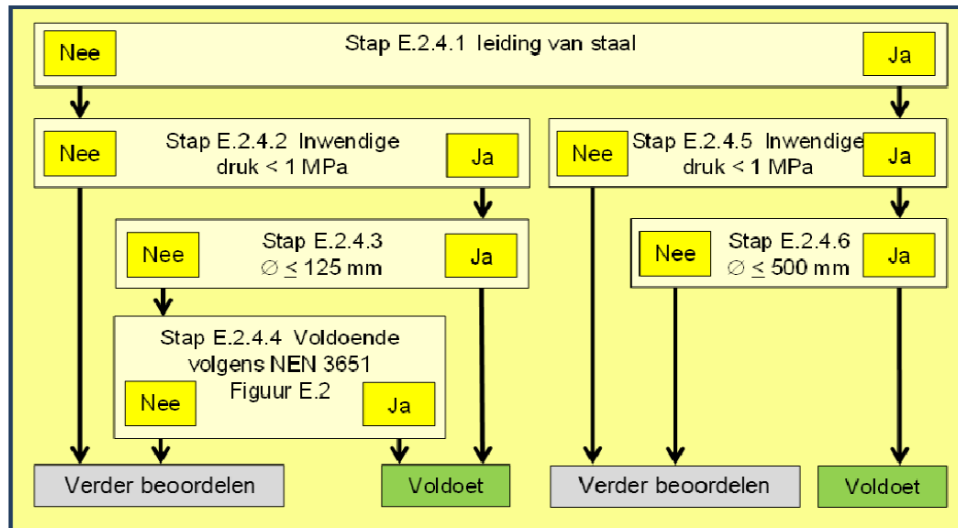 Stap E.2.4.1 leiding van staal
Nee
Ja
Stap E.2.4.2 Inwendige
druk < 1 MPa
Nee
Ja
Stap E.2.4.5 Inwendige
druk < 1 MPa
Nee
Ja
Stap E.2.4.3
∅ ≤ 125 mm
Nee
Ja
Stap E.2.4.6
∅ ≤ 500 mm
Nee
Ja
Stap E.2.4.4 Voldoende
volgens NEN 3651
Figuur E.2
Nee
Ja
Verder beoordelen
Voldoet
Verder beoordelen
Voldoet